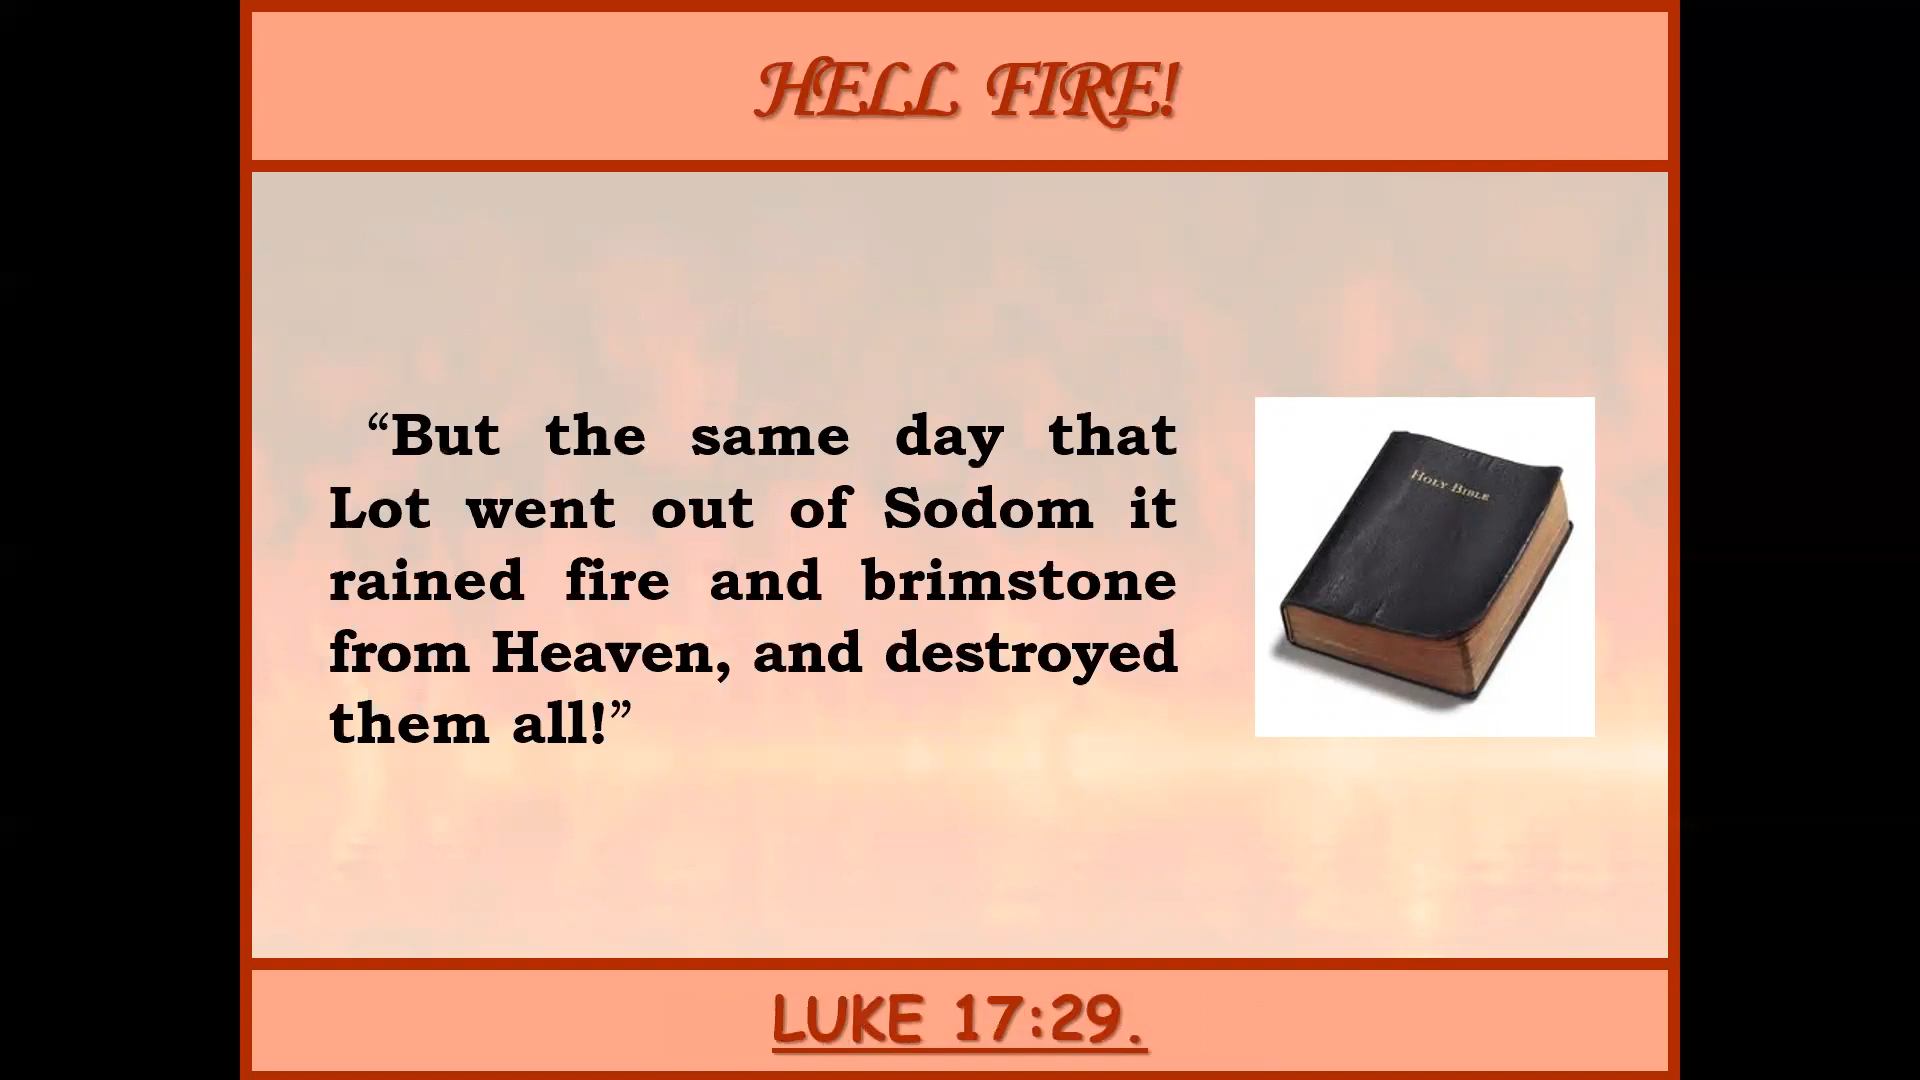 HELL FIRE!
“But the same day that
Lot went out of Sodom it
rained fire and brimstone
from Heaven, and destroyed
them all!”
HOLY BIBLE
LUKE 17:29.